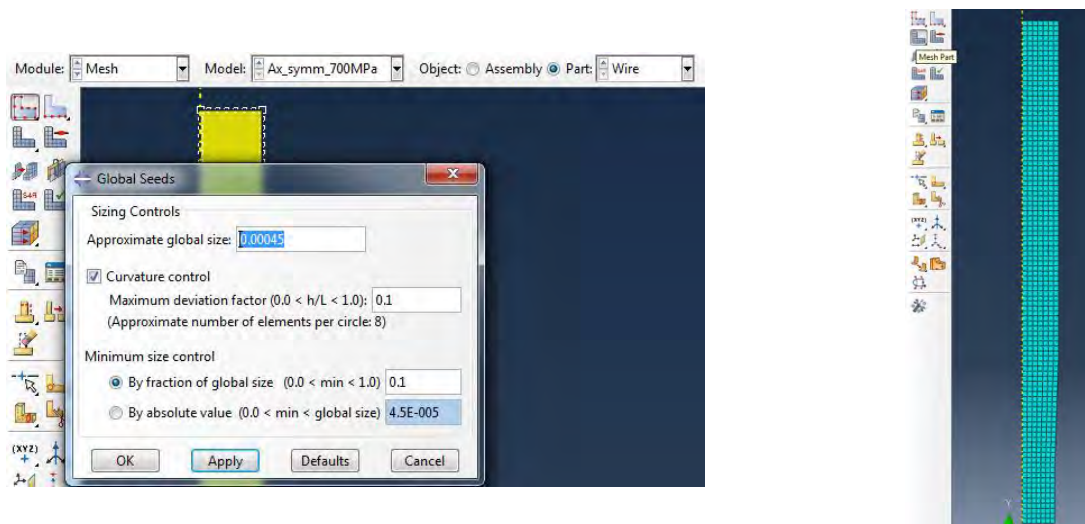 Module: Mesh Model: Ax_symm_700MPa Object: Assembly Part: Wire
Global Seeds
Sizing Controls
Approximate global size: 0.00045
Curvature control
Maximum deviation factor (0.0 < h/L < 1.0): 0.1
(Approximate number of elements per circle: 8)
Minimum size control
By fraction of global size (0.0 < min < 1.0) 0.1
By absolute value (0.0 < min < global size) 4.5E-005
OK Apply Defaults Cancel
(XYZ)
Mesh Part
(XYZ)
Y